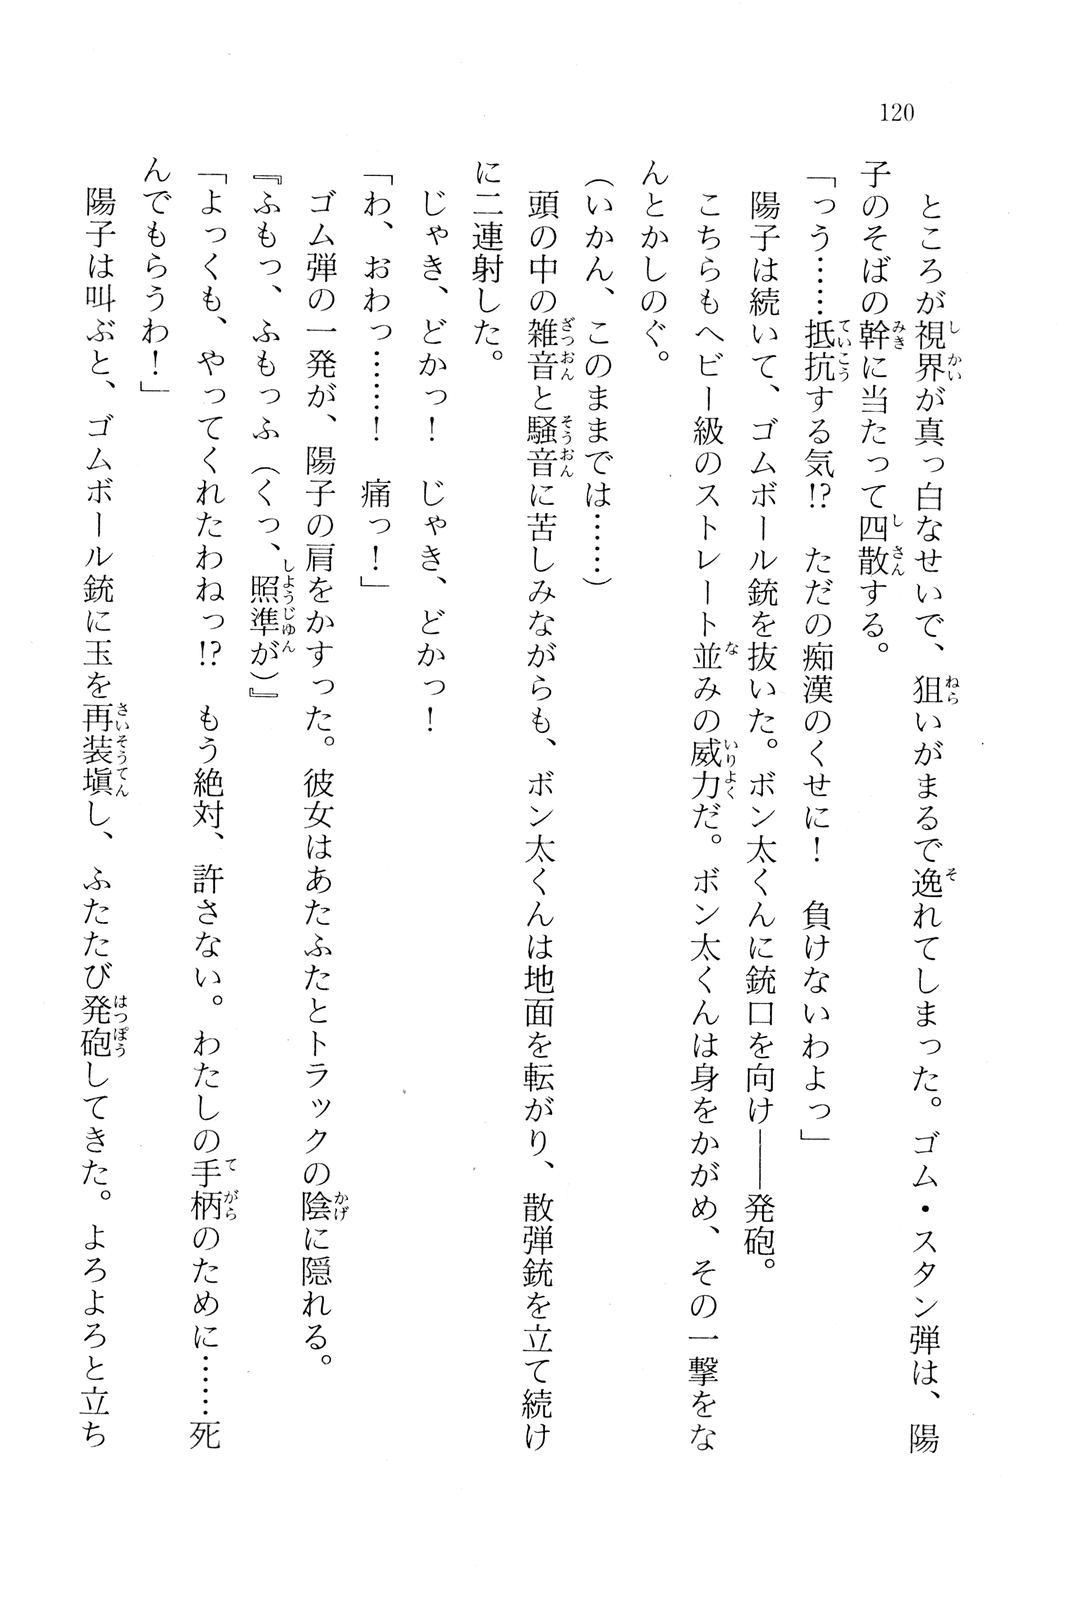 120
　ところが視界が真っ白なせいで、狙いがまるで逸れてしまった。ゴム・スタン弾は、陽
子のそばの幹に当たって四散する。
「っう……抵抗する気!?　ただの痴漢のくせに！　負けないわよっ」
　陽子は続いて、ゴムボール銃を抜いた。ボン太くんに銃口を向け――発砲。
　こちらもヘビー級のストレート並みの威力だ。ボン太くんは身をかがめ、その一撃をな
んとかしのぐ。
（いかん、このままでは……）
　頭の中の雑音と騒音に苦しみながらも、ボン太くんは地面を転がり、散弾銃を立て続け
に二連射した。
　じゃき、どかっ！　じゃき、どかっ！
「わ、おわっ……！　痛っ！」
　ゴム弾の一発が、陽子の肩をかすった。彼女はあたふたとトラックの陰に隠れる。
『ふもっ、ふもっふ（くっ、照準が）』
「よっくも、やってくれたわねっ!?　もう絶対、許さない。わたしの手柄のために……死
んでもらうわ！」
　陽子は叫ぶと、ゴムボール銃に玉を再装塡し、ふたたび発砲してきた。よろよろと立ち